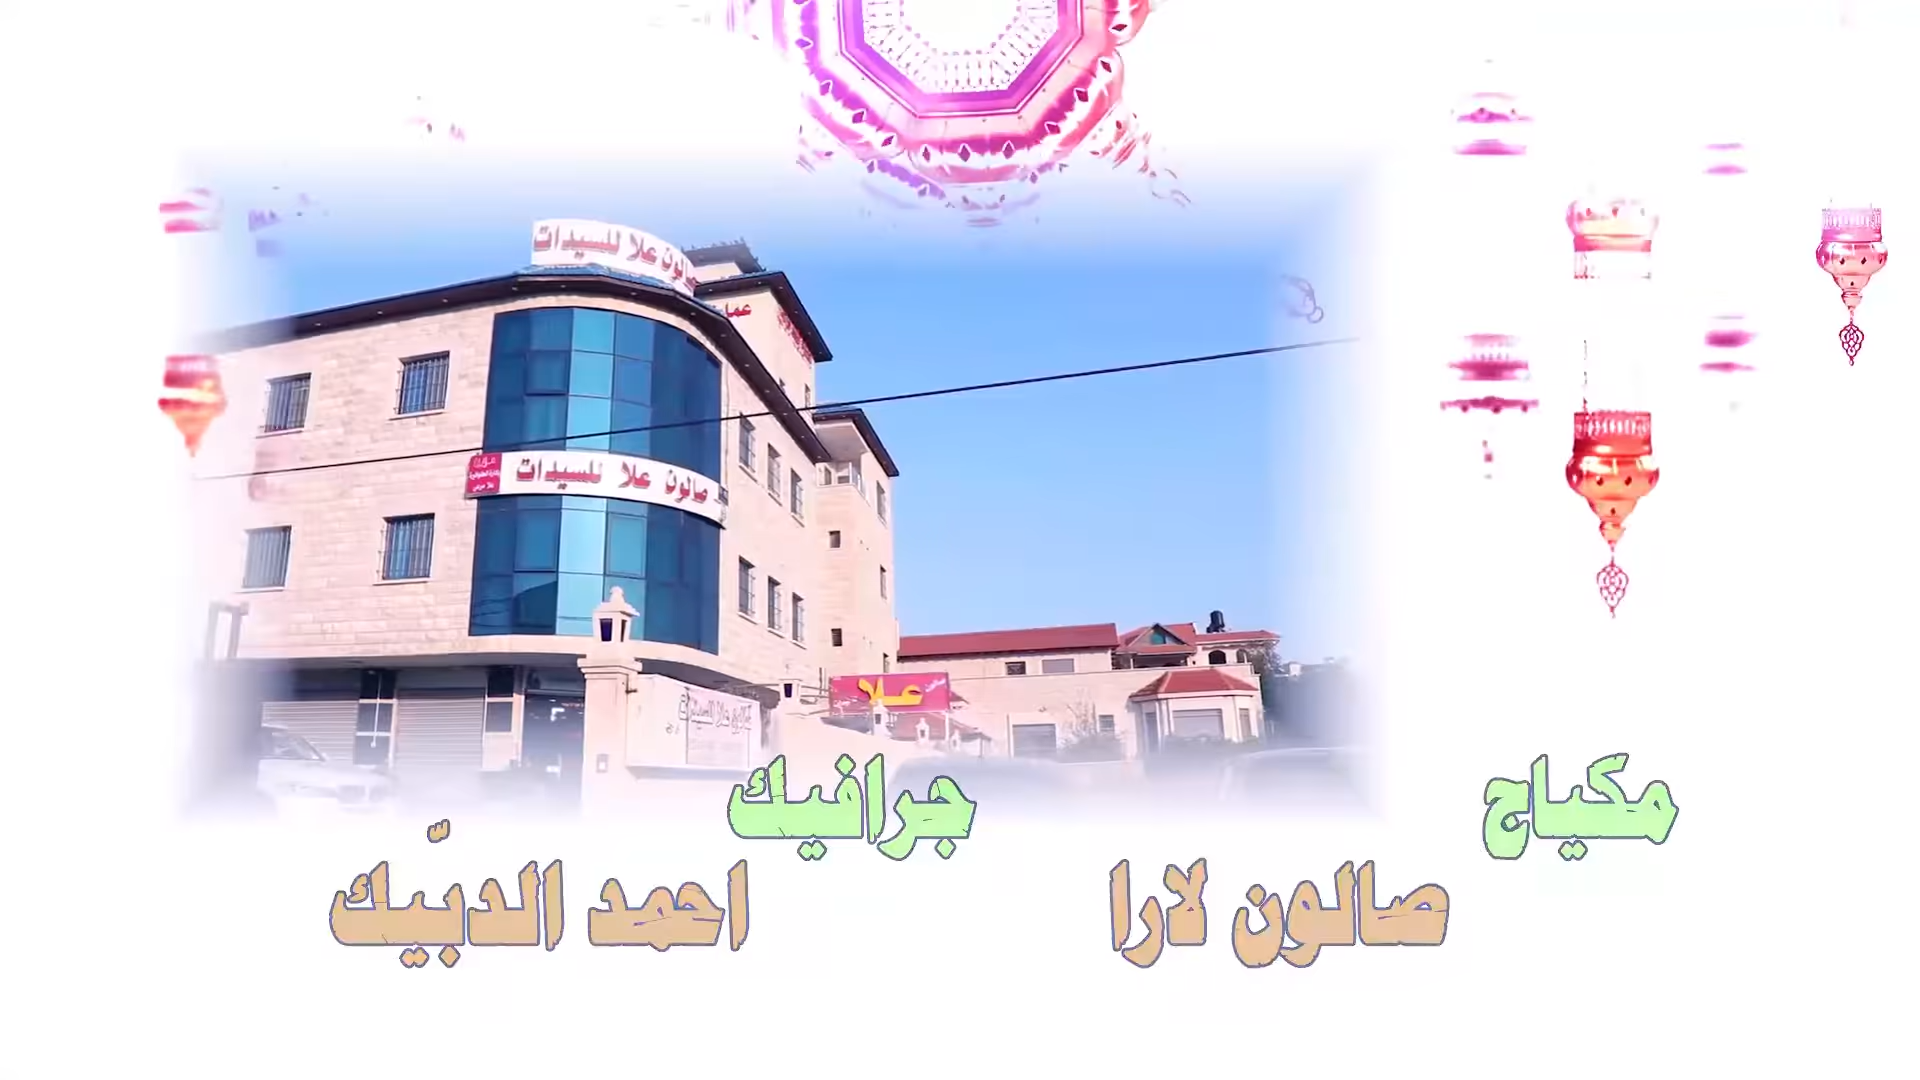 صالون علا للسيدات
صالون علا للسيدات
علا
مكياج
جرافيك
صالون لارا
احمد الدبّيك